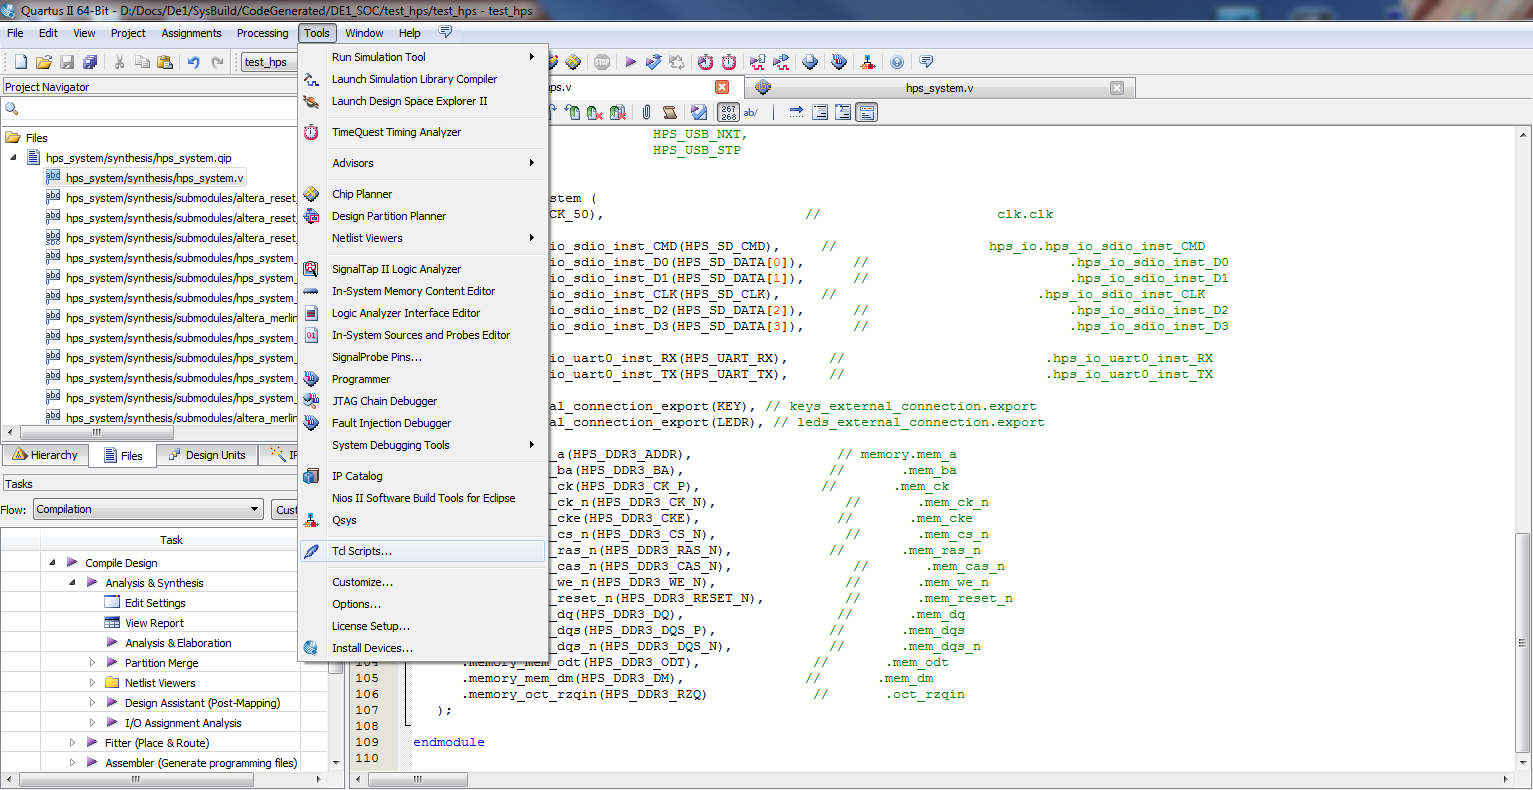 Quartus II 64-Bit - D:/Docs/De1/SysBuild/CodeGenerated/DE1_SOC/test_hps/test_hps - test_hps
File Edit View Project Assignments Processing Tools Window Help
test_hps
Project Navigator
Files
hps_system/synthesis/hps_system.qip
hps_system/synthesis/hps_system.v
hps_system/synthesis/submodules/altera_reset_
hps_system/synthesis/submodules/altera_reset_
hps_system/synthesis/submodules/altera_reset_
hps_system/synthesis/submodules/hps_system_
hps_system/synthesis/submodules/hps_system_
hps_system/synthesis/submodules/hps_system_
hps_system/synthesis/submodules/altera_merlin
hps_system/synthesis/submodules/hps_system_
hps_system/synthesis/submodules/hps_system_
hps_system/synthesis/submodules/hps_system_
hps_system/synthesis/submodules/hps_system_
hps_system/synthesis/submodules/altera_merlin
Hierarchy Files Design Units IP
Tasks
Flow: Compilation Cust
Task
Compile Design
Analysis & Synthesis
Edit Settings
View Report
Analysis & Elaboration
Partition Merge
Netlist Viewers
Design Assistant (Post-Mapping)
I/O Assignment Analysis
Fitter (Place & Route)
Assembler (Generate programming files)
Run Simulation Tool
Launch Simulation Library Compiler
Launch Design Space Explorer II
TimeQuest Timing Analyzer
Advisors
Chip Planner
Design Partition Planner
Netlist Viewers
SignalTap II Logic Analyzer
In-System Memory Content Editor
Logic Analyzer Interface Editor
In-System Sources and Probes Editor
SignalProbe Pins...
Programmer
JTAG Chain Debugger
Fault Injection Debugger
System Debugging Tools
IP Catalog
Nios II Software Build Tools for Eclipse
Qsys
Tcl Scripts...
Customize...
Options...
License Setup...
Install Devices...
ps.v hps_system.v
267 268 ab/
HPS_USB_NXT,
HPS_USB_STP
stem (
CK_50), // clk.clk
io_sdio_inst_CMD(HPS_SD_CMD), // hps_io.hps_io_sdio_inst_CMD
io_sdio_inst_D0(HPS_SD_DATA[0]), // .hps_io_sdio_inst_D0
io_sdio_inst_D1(HPS_SD_DATA[1]), // .hps_io_sdio_inst_D1
io_sdio_inst_CLK(HPS_SD_CLK), // .hps_io_sdio_inst_CLK
io_sdio_inst_D2(HPS_SD_DATA[2]), // .hps_io_sdio_inst_D2
io_sdio_inst_D3(HPS_SD_DATA[3]), // .hps_io_sdio_inst_D3
io_uart0_inst_RX(HPS_UART_RX), // .hps_io_uart0_inst_RX
io_uart0_inst_TX(HPS_UART_TX), // .hps_io_uart0_inst_TX
al_connection_export(KEY), // keys_external_connection.export
al_connection_export(LEDR), // leds_external_connection.export
_a(HPS_DDR3_ADDR), // memory.mem_a
_ba(HPS_DDR3_BA), // .mem_ba
_ck(HPS_DDR3_CK_P), // .mem_ck
_ck_n(HPS_DDR3_CK_N), // .mem_ck_n
_cke(HPS_DDR3_CKE), // .mem_cke
_cs_n(HPS_DDR3_CS_N), // .mem_cs_n
_ras_n(HPS_DDR3_RAS_N), // .mem_ras_n
_cas_n(HPS_DDR3_CAS_N), // .mem_cas_n
_we_n(HPS_DDR3_WE_N), // .mem_we_n
_reset_n(HPS_DDR3_RESET_N), // .mem_reset_n
_dq(HPS_DDR3_DQ), // .mem_dq
_dqs(HPS_DDR3_DQS_P), // .mem_dqs
_dqs_n(HPS_DDR3_DQS_N), // .mem_dqs_n
104 .memory_mem_odt(HPS_DDR3_ODT), // .mem_odt
105 .memory_mem_dm(HPS_DDR3_DM), // .mem_dm
106 .memory_oct_rzqin(HPS_DDR3_RZQ) // .oct_rzqin
107 );
108
109 endmodule
110